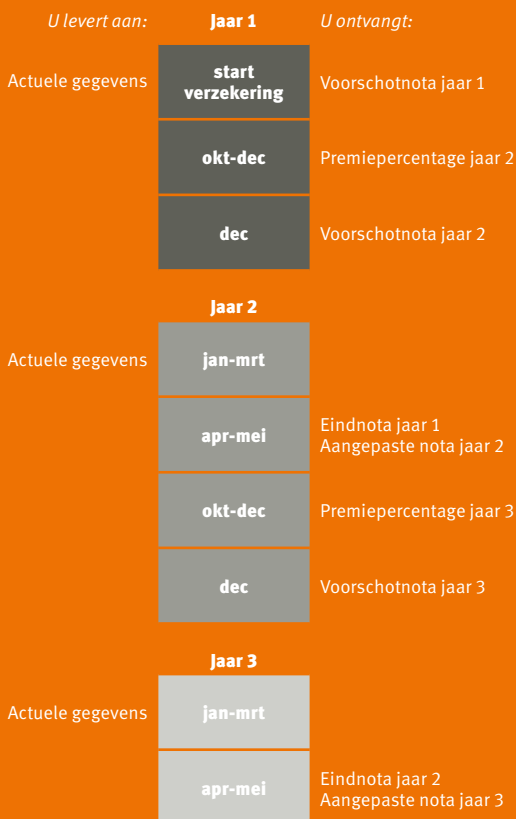 U levert aan: Jaar 1 U ontvangt:
Actuele gegevens start verzekering Voorschotnota jaar 1
okt-dec Premiepercentage jaar 2
dec Voorschotnota jaar 2
Jaar 2
Actuele gegevens jan-mrt
apr-mei Eindnota jaar 1
Aangepaste nota jaar 2
okt-dec Premiepercentage jaar 3
dec Voorschotnota jaar 3
Jaar 3
Actuele gegevens jan-mrt
apr-mei Eindnota jaar 2
Aangepaste nota jaar 3